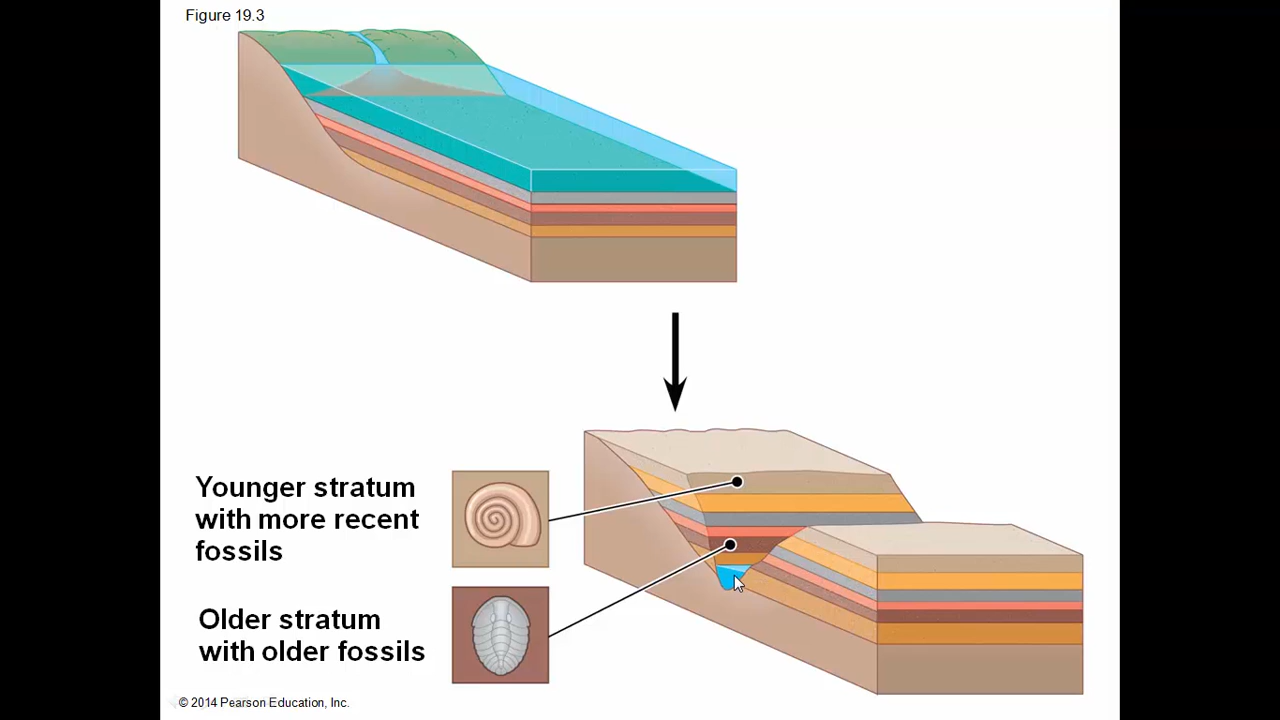 Figure 19.3
Younger stratum
with more recent
fossils
Older stratum
with older fossils
© 2014 Pearson Education, Inc.